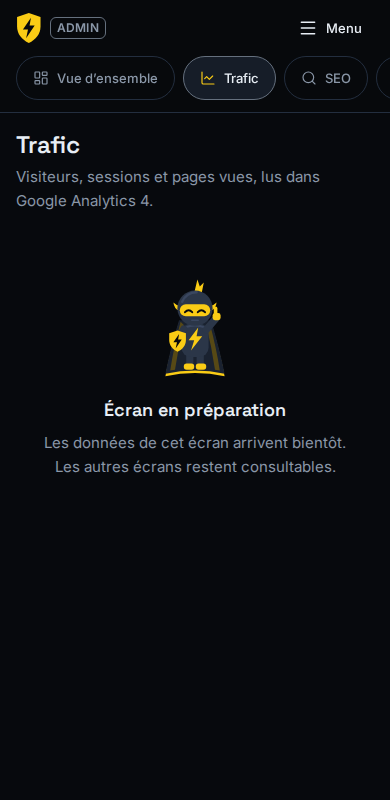 ADMIN
Menu
Vue d’ensemble
Trafic
SEO
Trafic
Visiteurs, sessions et pages vues, lus dans
Google Analytics 4.
Écran en préparation
Les données de cet écran arrivent bientôt.
Les autres écrans restent consultables.